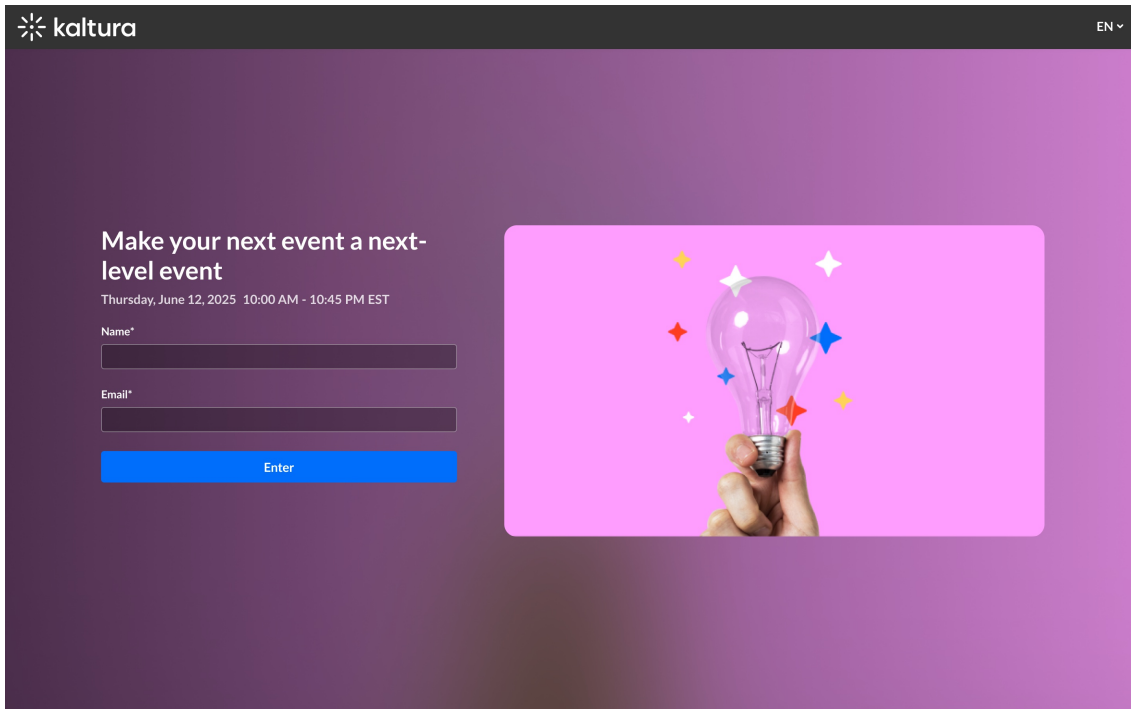 kaltura
EN
Make your next event a next-
level event
Thursday, June 12, 2025 10:00 AM - 10:45 PM EST
Name*
Email*
Enter